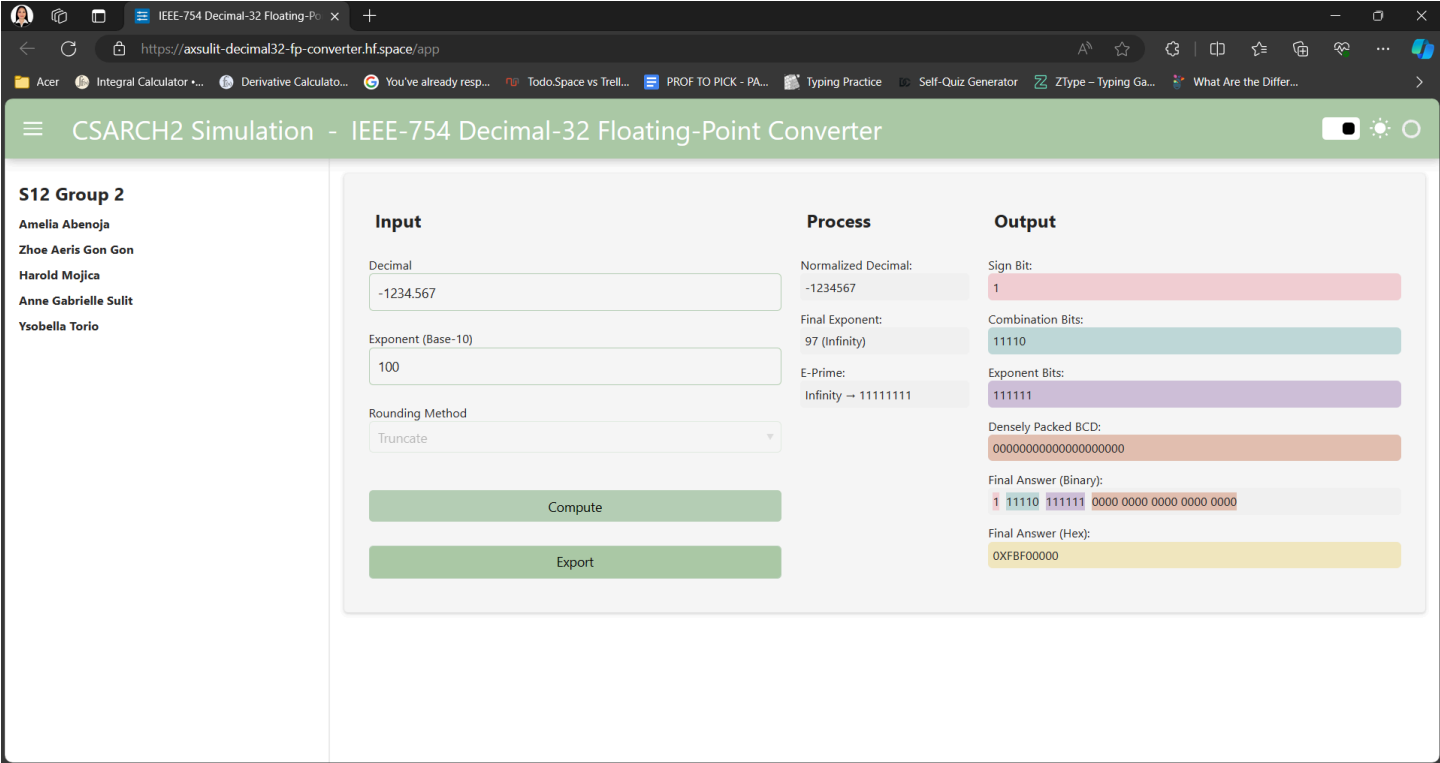 IEEE-754 Decimal-32 Floating-Po
https://axsulit-decimal32-fp-converter.hf.space/app
Acer
Integral Calculator •...
Derivative Calculato...
You've already resp...
Todo.Space vs Trell...
PROF TO PICK - PA...
Typing Practice
Self-Quiz Generator
ZType – Typing Ga...
What Are the Differ...
CSARCH2 Simulation - IEEE-754 Decimal-32 Floating-Point Converter
S12 Group 2
Amelia Abenoja
Zhoe Aeris Gon Gon
Harold Mojica
Anne Gabrielle Sulit
Ysobella Torio
Input
Decimal
-1234.567
Exponent (Base-10)
100
Rounding Method
Truncate
Compute
Export
Process
Normalized Decimal:
-1234567
Final Exponent:
97 (Infinity)
E-Prime:
Infinity → 11111111
Output
Sign Bit:
1
Combination Bits:
11110
Exponent Bits:
111111
Densely Packed BCD:
00000000000000000000
Final Answer (Binary):
1 11110 111111 0000 0000 0000 0000 0000
Final Answer (Hex):
0XFBF00000